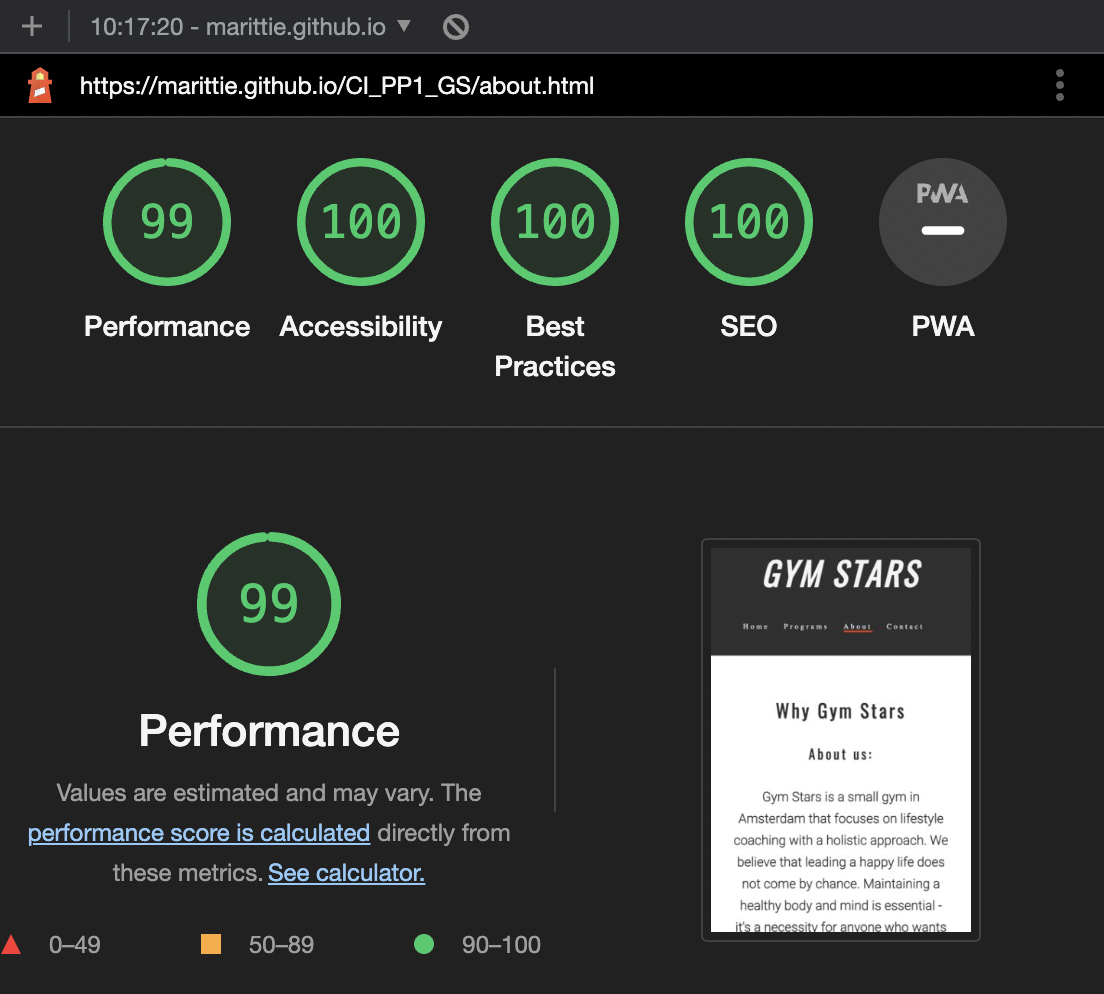 10:17:20 - marittie.github.io
https://marittie.github.io/CI_PP1_GS/about.html
99
100
100
100
PWA
Performance
Accessibility
Best
Practices
SEO
PWA
99
Performance
Values are estimated and may vary. The
performance score is calculated directly from
these metrics. See calculator.
0–49
50–89
90–100
GYM STARS
Home Programs About Contact
Why Gym Stars
About us:
Gym Stars is a small gym in
Amsterdam that focuses on lifestyle
coaching with a holistic approach. We
believe that leading a happy life does
not come by chance. Maintaining a
healthy body and mind is essential -
it's a necessity for anyone who wants